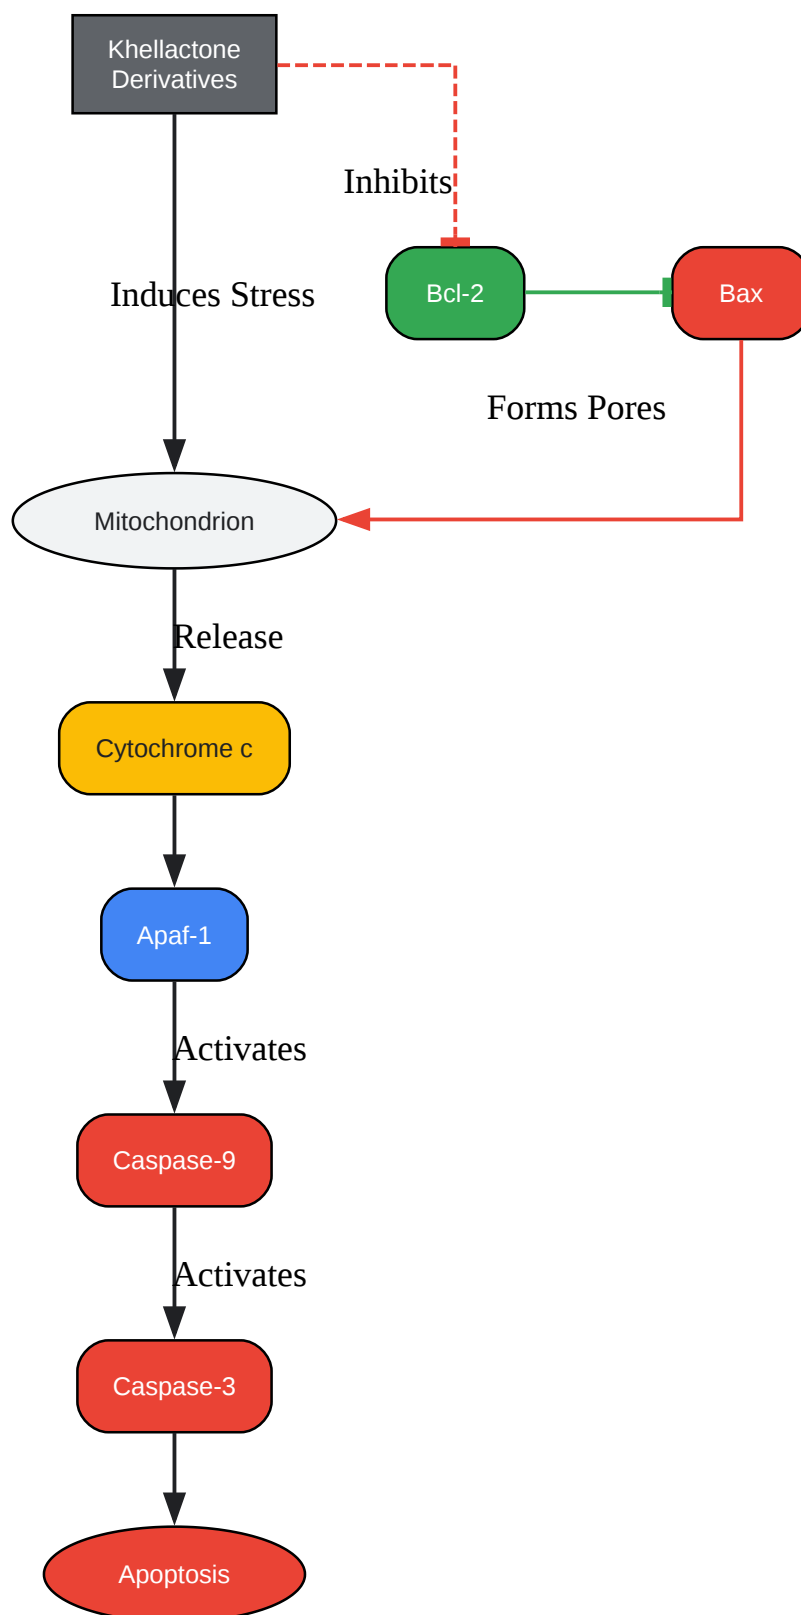 Khellactone
Derivatives
Inhibits
Induces Stress
Bcl-2
Bax
Forms Pores
Mitochondrion
Release
Cytochrome c
Apaf-1
Activates
Caspase-9
Activates
Caspase-3
Apoptosis